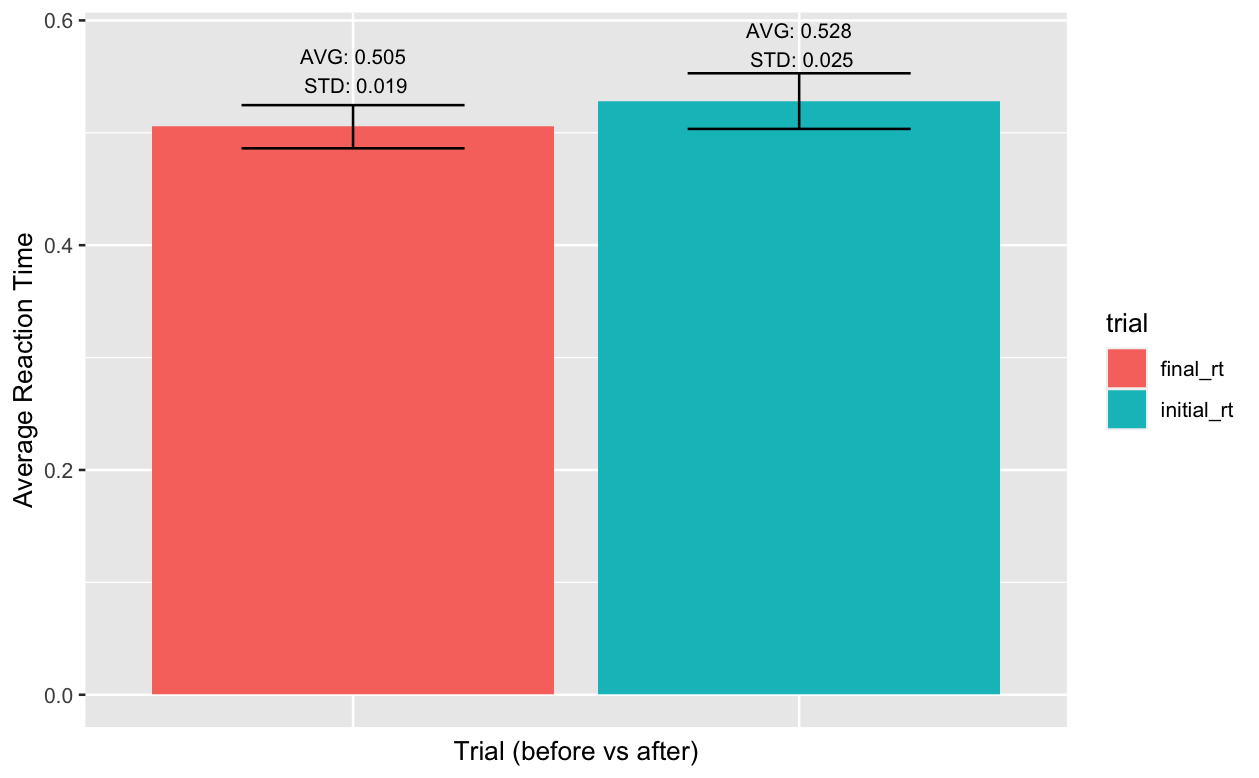 0.6
0.4
0.2
0.0
Average Reaction Time
AVG: 0.505
STD: 0.019
AVG: 0.528
STD: 0.025
Trial (before vs after)
trial
final_rt
initial_rt